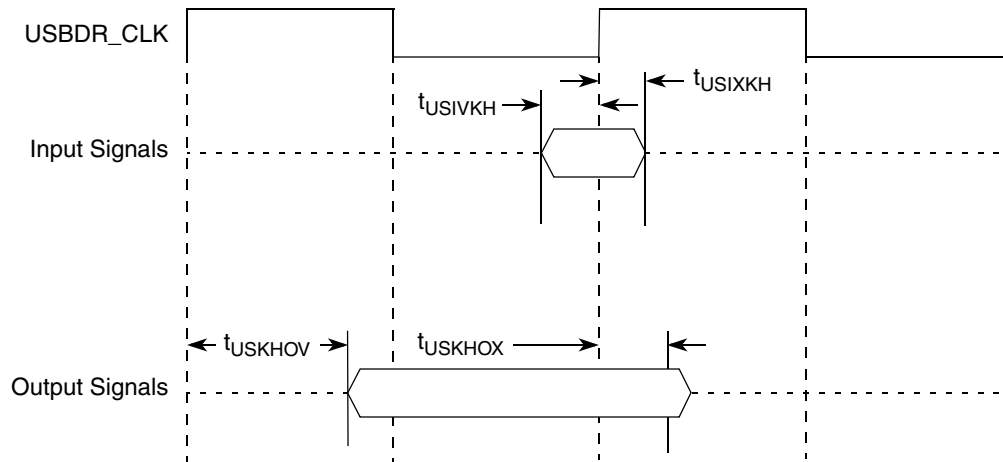 USBDR_CLK
tUSIXKH
tUSIVKH
Input Signals
tUSKHOV
tUSKHOX
Output Signals